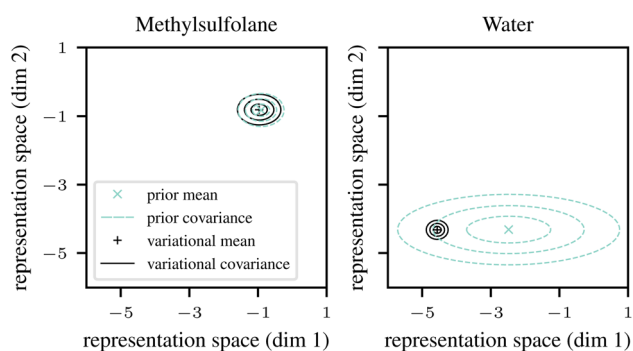 Methylsulfolane
representation space (dim 2)
1
−1
−3
−5
prior mean
prior covariance
variational mean
variational covariance
−5
−3
−1
1
representation space (dim 1)
Water
representation space (dim 2)
1
−1
−3
−5
−5
−3
−1
1
representation space (dim 1)